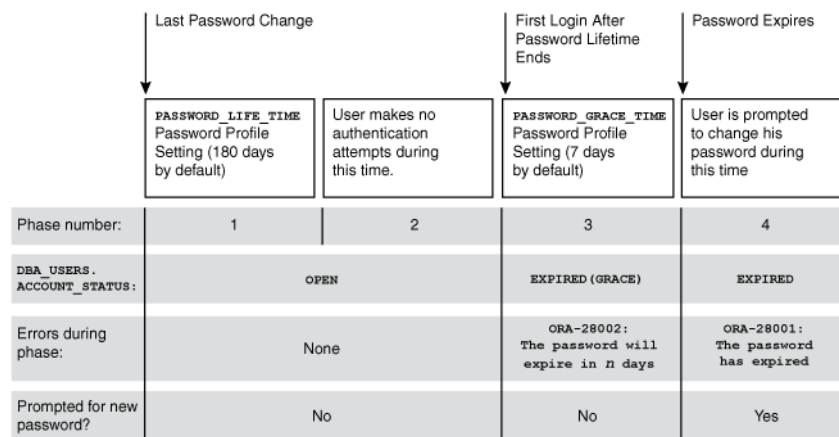 Last Password Change
First Login After
Password Lifetime
Ends
Password Expires
PASSWORD_LIFE_TIME
Password Profile
Setting (180 days
by default)
User makes no
authentication
attempts during
this time.
PASSWORD_GRACE_TIME
Password Profile
Setting (7 days
by default)
User is prompted
to change his
password during
this time
Phase number: 1 2 3 4
DBA_USERS.
ACCOUNT_STATUS: OPEN EXPIRED(GRACE) EXPIRED
Errors during
phase:
None
ORA-28002:
The password will
expire in n days
ORA-28001:
The password
has expired
Prompted for new
password? No No Yes